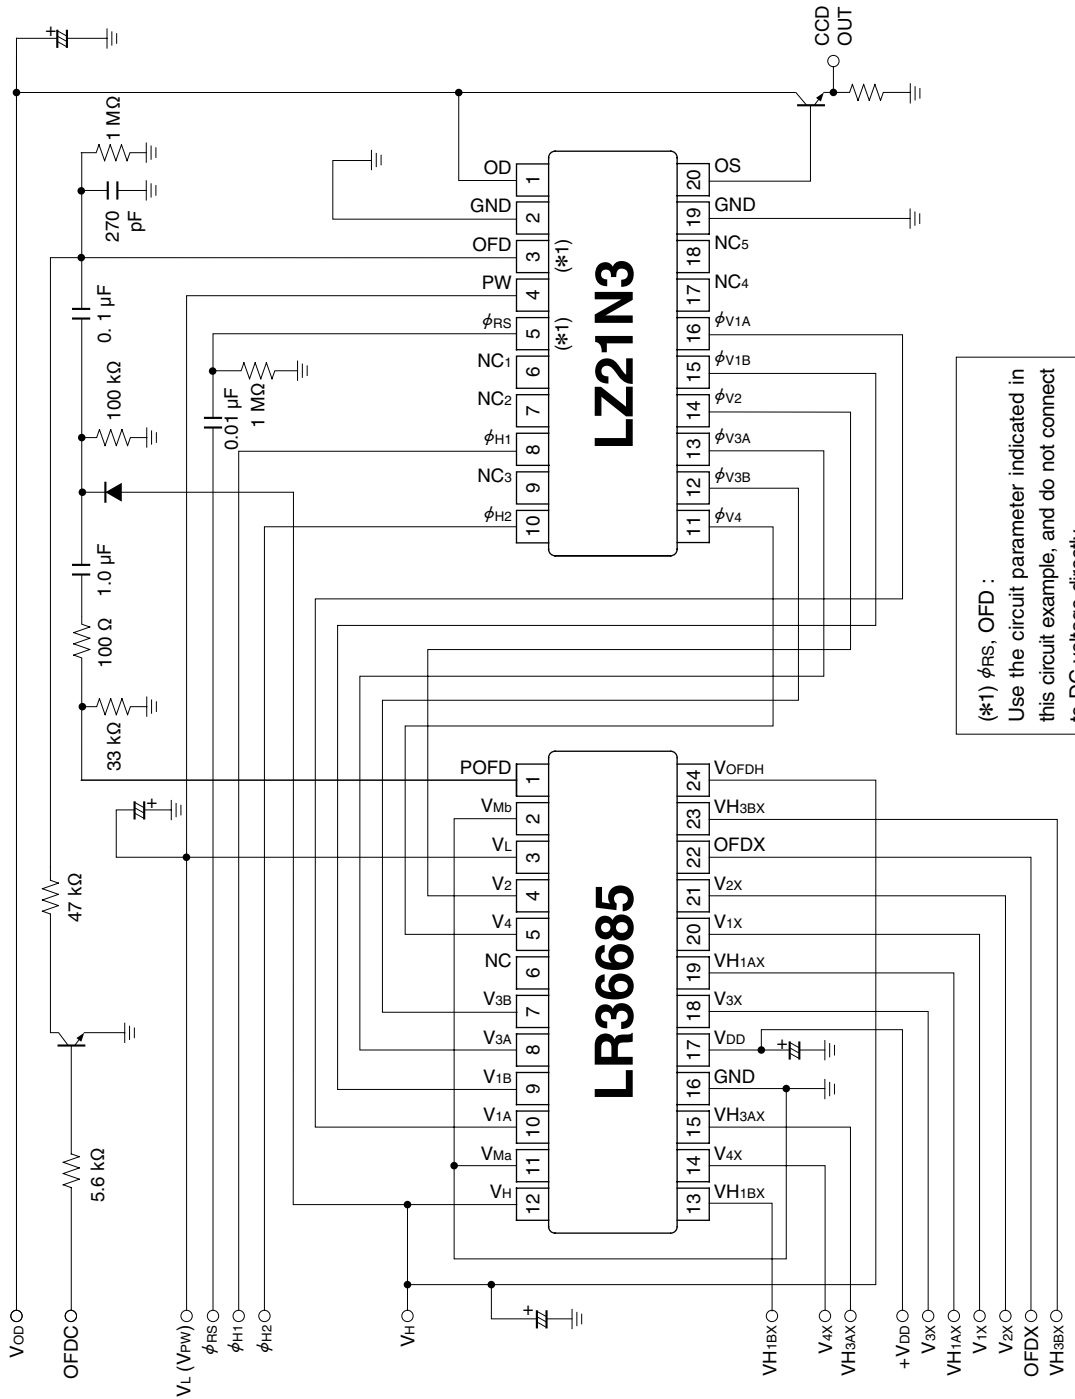 VOD
OFDC
VL (VPW)
ϕRS
ϕH1
ϕH2
VH
VH1BX
V4X
VH3AX
+VDD
V3X
VH1AX
V1X
V2X
OFDX
VH3BX
5.6 kΩ
47 kΩ
+
33 kΩ
100 Ω
1.0 µF
100 kΩ
0. 1 µF
270
pF
1 MΩ
+
0.01 µF
1 MΩ
+
+
LR36685
POFD
1
VMb
2
VL
3
V2
4
V4
5
NC
6
V3B
7
V3A
8
V1B
9
V1A
10
VMa
11
VH
12
VH1BX
13
V4X
14
VH3AX
15
GND
16
VDD
17
V3X
18
VH1AX
19
V1X
20
V2X
21
OFDX
22
VH3BX
23
VOFDH
24
LZ21N3
OD
1
GND
2
OFD
3
(*1)
PW
4
ϕRS
5
(*1)
NC1
6
NC2
7
ϕH1
8
NC3
9
ϕH2
10
ϕV4
11
ϕV3B
12
ϕV3A
13
ϕV2
14
ϕV1B
15
ϕV1A
16
NC4
17
NC5
18
GND
19
OS
20
CCD
OUT
(*1) ϕRS, OFD :
Use the circuit parameter indicated in
this circuit example, and do not connect
to DC voltage directly